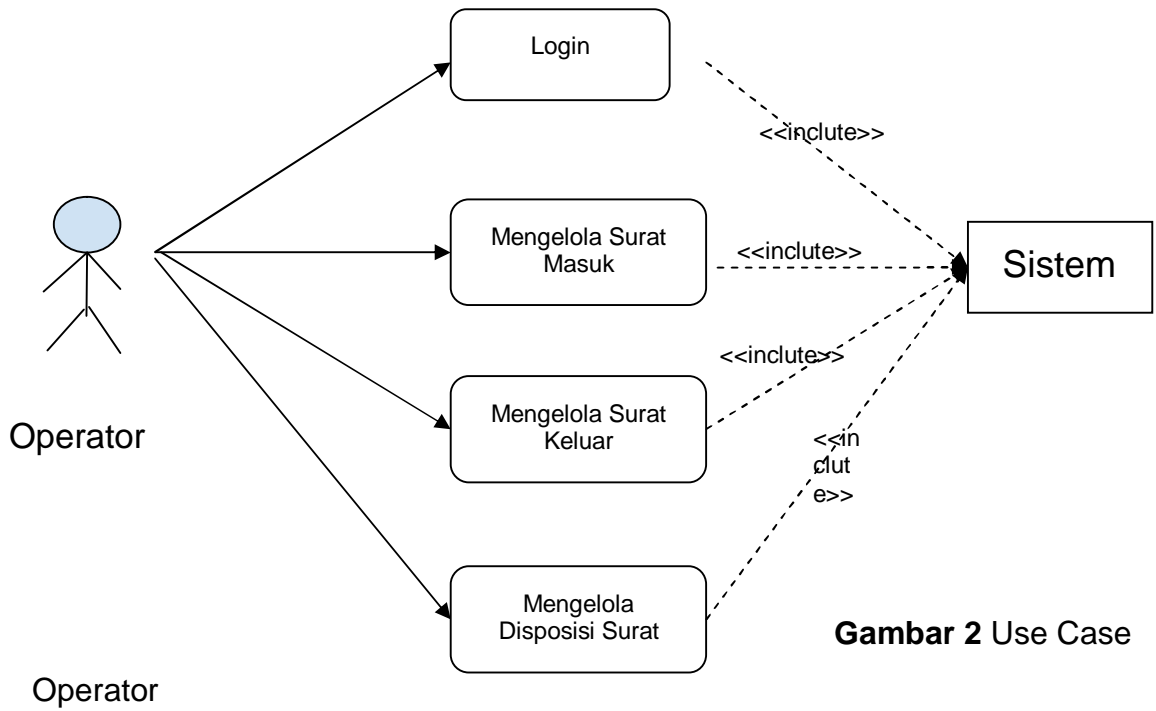 Login
<<inclute>>
Mengelola Surat
Masuk
<<inclute>>
Sistem
<<inclute>>
Mengelola Surat
Keluar
Operator
<<in
clut
e>>
Mengelola
Disposisi Surat
Gambar 2 Use Case
Operator